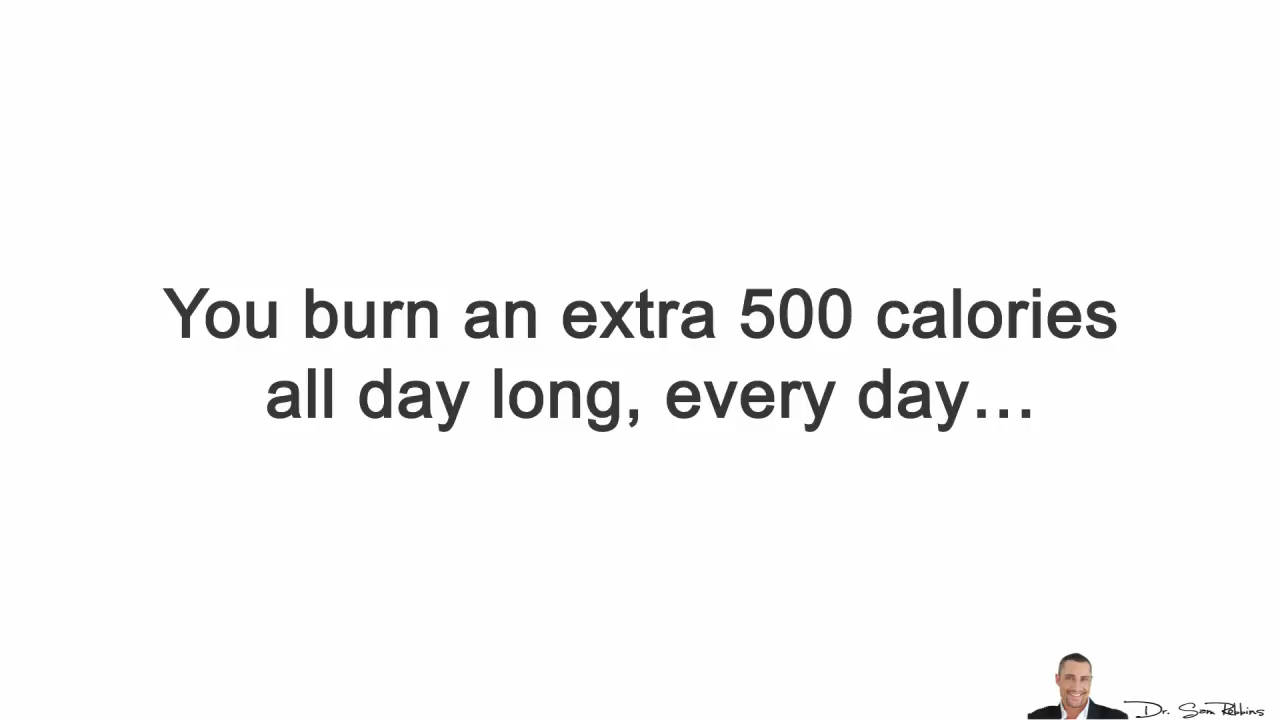 You burn an extra 500 calories
all day long, every day...
Dr. Sam Robbins